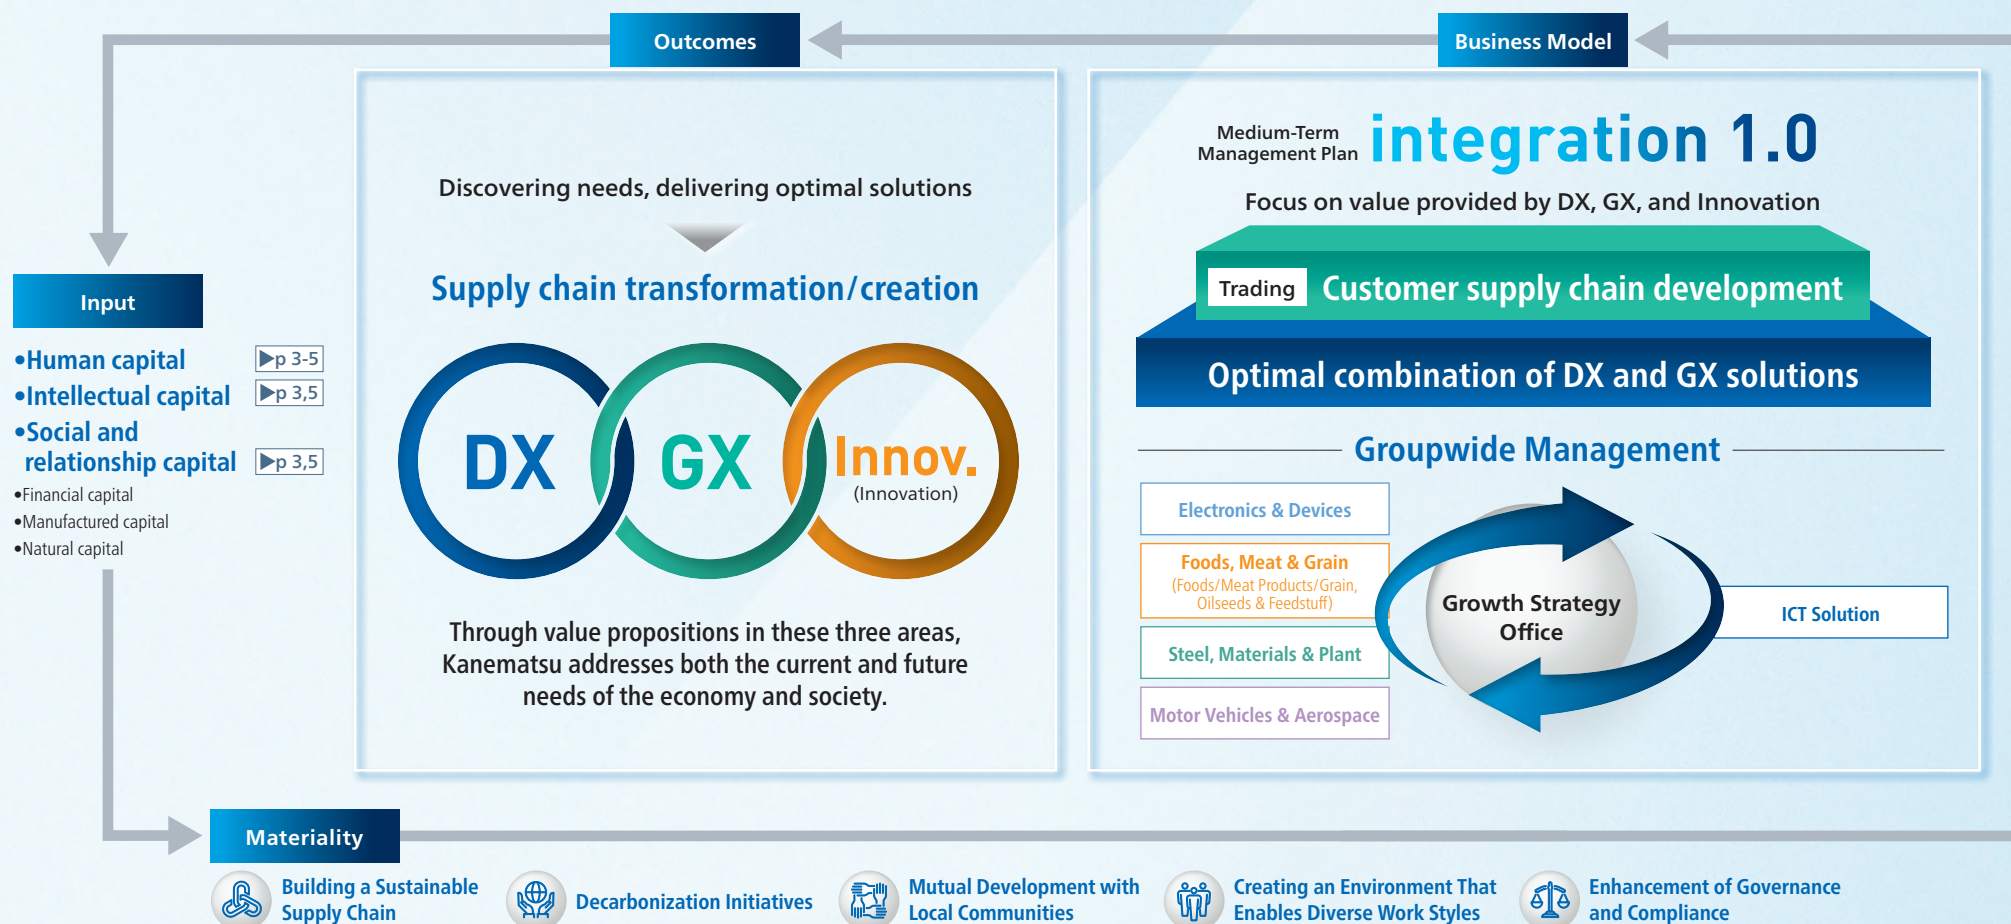 Outcomes
Business Model
Input
•Human capital
▶p 3-5
•Intellectual capital
▶p 3,5
•Social and
relationship capital
▶p 3,5
•Financial capital
•Manufactured capital
•Natural capital
Discovering needs, delivering optimal solutions
Supply chain transformation/creation
DX
GX
Innov.
(Innovation)
Through value propositions in these three areas,
Kanematsu addresses both the current and future
needs of the economy and society.
Medium-Term
Management Plan
integration 1.0
Focus on value provided by DX, GX, and Innovation
Trading
Customer supply chain development
Optimal combination of DX and GX solutions
Groupwide Management
Electronics & Devices
Foods, Meat & Grain
(Foods/Meat Products/Grain,
Oilseeds & Feedstuff)
Steel, Materials & Plant
Motor Vehicles & Aerospace
Growth Strategy
Office
ICT Solution
Materiality
Building a Sustainable
Supply Chain
Decarbonization Initiatives
Mutual Development with
Local Communities
Creating an Environment That
Enables Diverse Work Styles
Enhancement of Governance
and Compliance